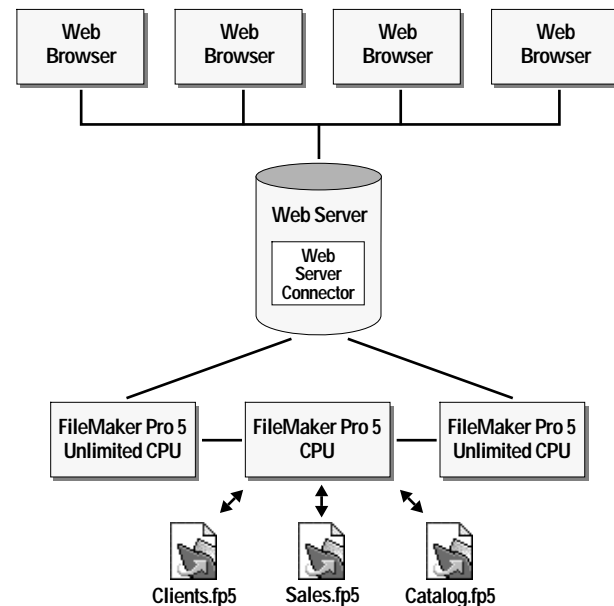 Web
Browser
Web
Browser
Web
Browser
Web
Browser
Web Server
Web
Server
Connector
FileMaker Pro 5
Unlimited CPU
FileMaker Pro 5
CPU
FileMaker Pro 5
Unlimited CPU
Clients.fp5
Sales.fp5
Catalog.fp5